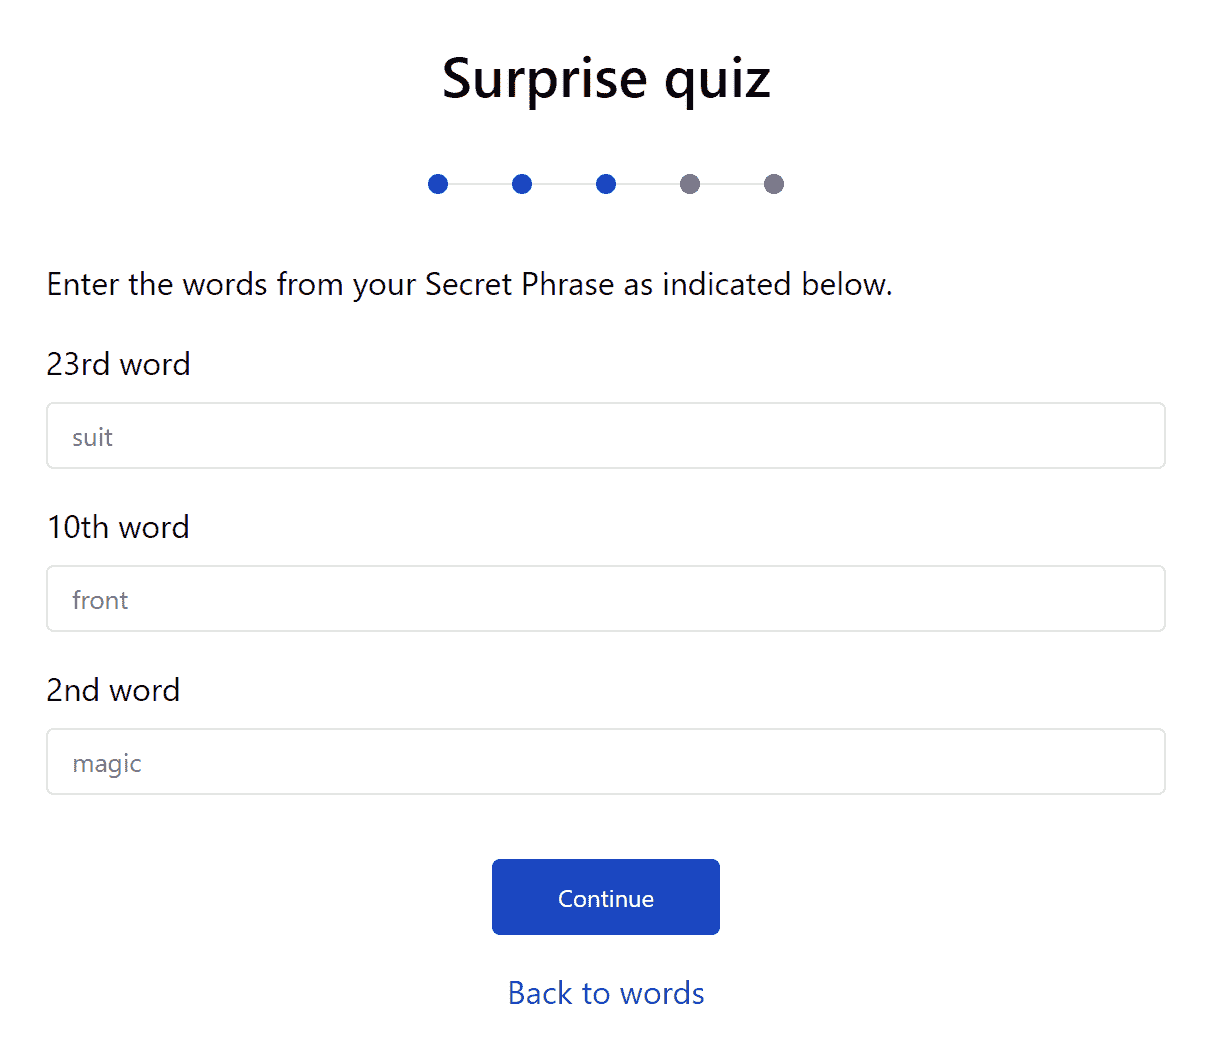 Surprise quiz
Enter the words from your Secret Phrase as indicated below.
23rd word
suit
10th word
front
2nd word
magic
Continue
Back to words